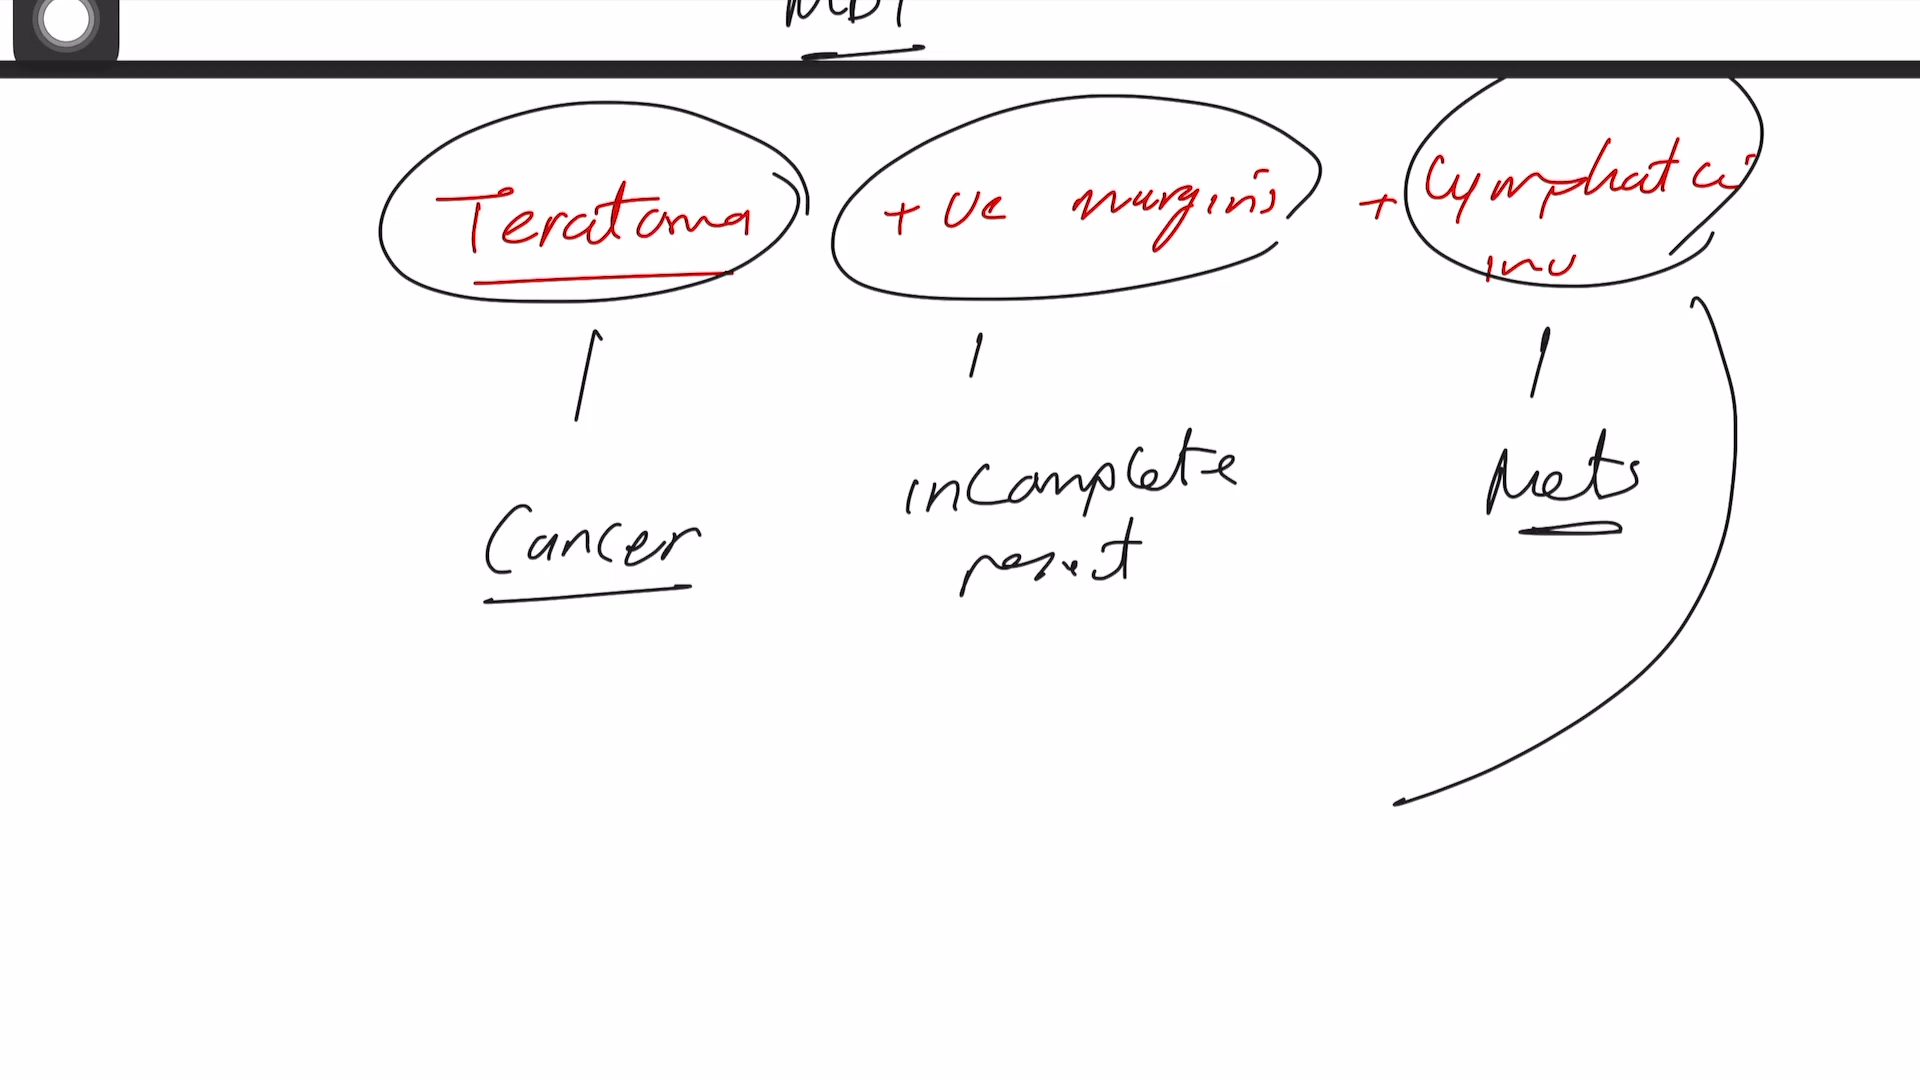 Teratoma +ve margins + Lymphatic
inv
Cancer incomplete Mets
resect